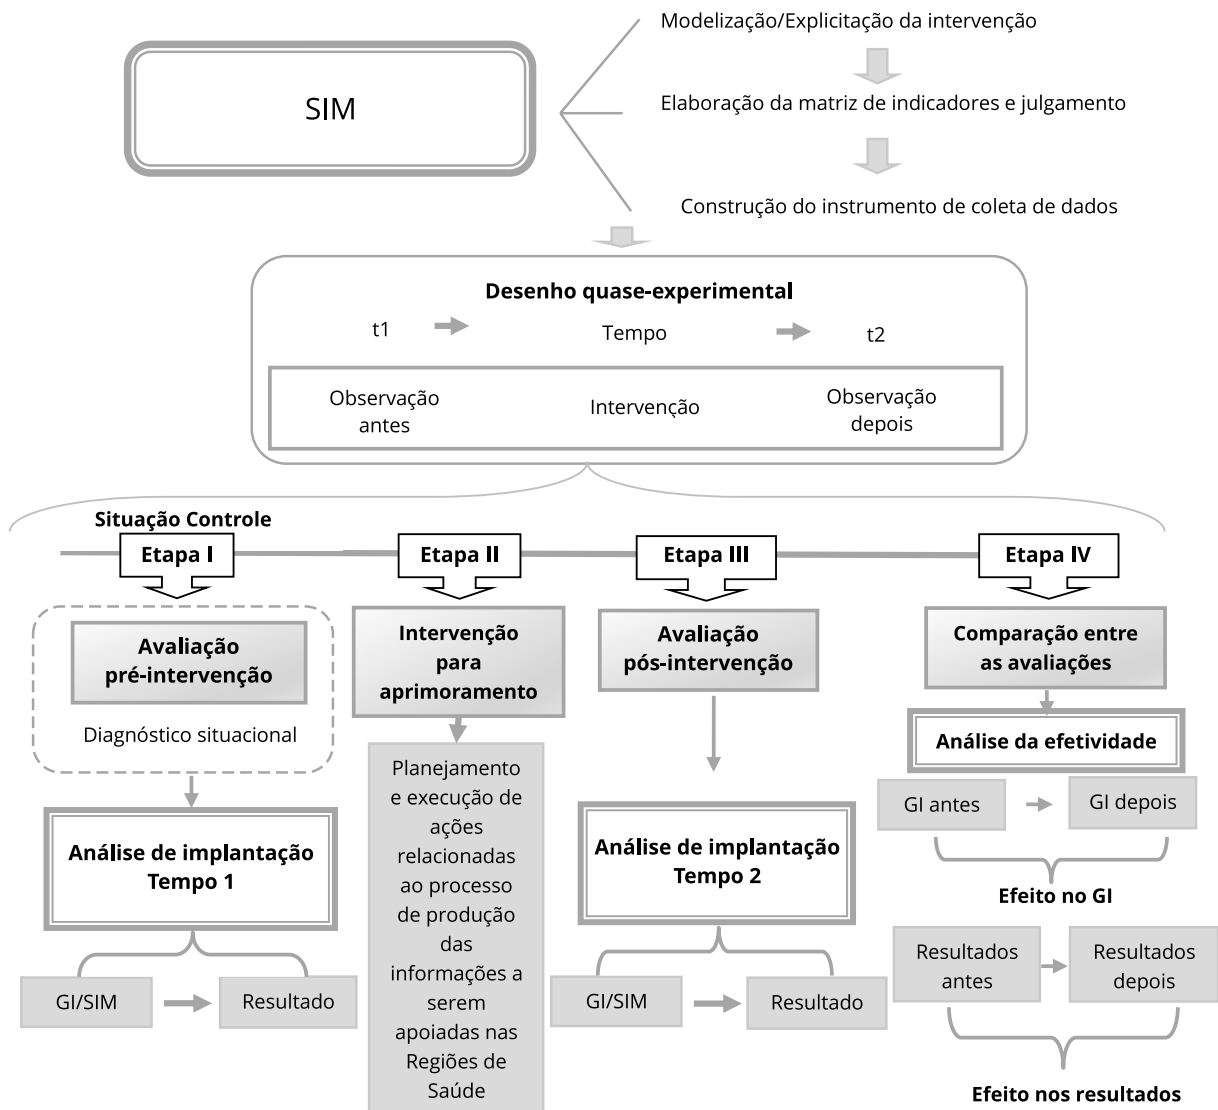 SIM
Modelização/Explicitação da intervenção
Elaboração da matriz de indicadores e julgamento
Construção do instrumento de coleta de dados
Desenho quase-experimental
t1
Tempo
t2
Observação
antes
Intervenção
Observação
depois
Situação Controle
Etapa I
Avaliação
pré-intervenção
Diagnóstico situacional
Análise de implantação
Tempo 1
GI/SIM
Resultado
Etapa II
Intervenção
para
aprimoramento
Planejamento
e execução de
ações
relacionadas
ao processo
de produção
das
informações a
serem
apoiadas nas
Regiões de
Saúde
Etapa III
Avaliação
pós-intervenção
Análise de implantação
Tempo 2
GI/SIM
Resultado
Etapa IV
Comparação entre
as avaliações
Análise da efetividade
GI antes
GI depois
Efeito no GI
Resultados
antes
Resultados
depois
Efeito nos resultados